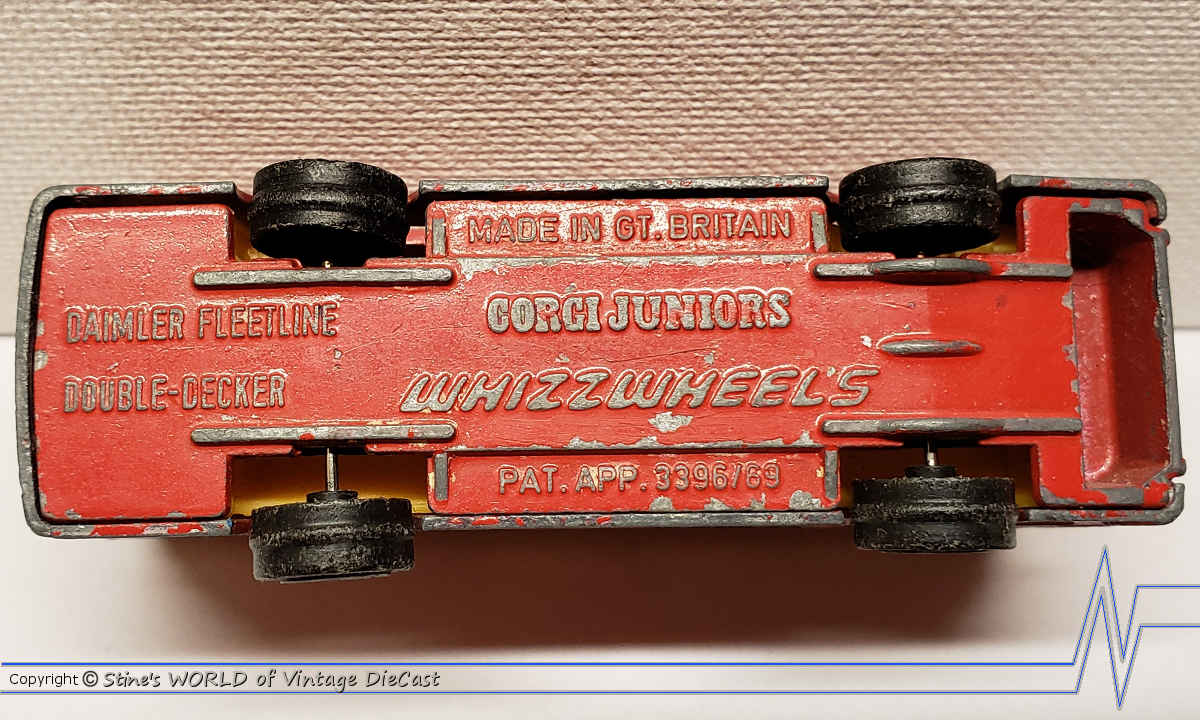 MADE IN GT. BRITAIN
DAIMLER FLEETLINE
CORGI JUNIORS
DOUBLE-DECKER
WHIZZWHEEL'S
PAT. APP. 3396/69
Copyright © Stine's WORLD of Vintage DieCast